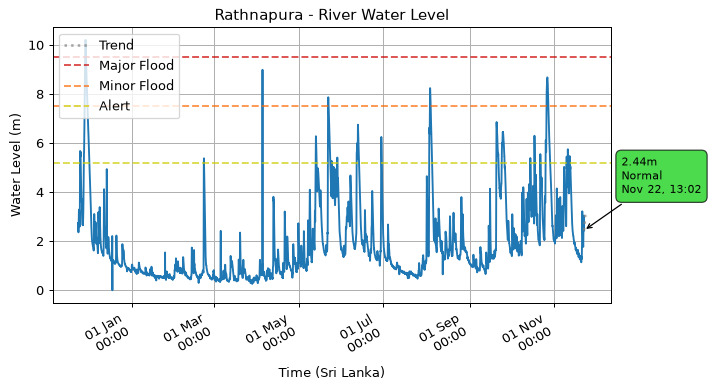 Rathnapura - River Water Level
Trend
Major Flood
Minor Flood
Alert
10
8
6
4
2
0
Water Level (m)
2.44m
Normal
Nov 22, 13:02
01 Jan
00:00
01 Mar
00:00
01 May
00:00
01 Jul
00:00
01 Sep
00:00
01 Nov
00:00
Time (Sri Lanka)